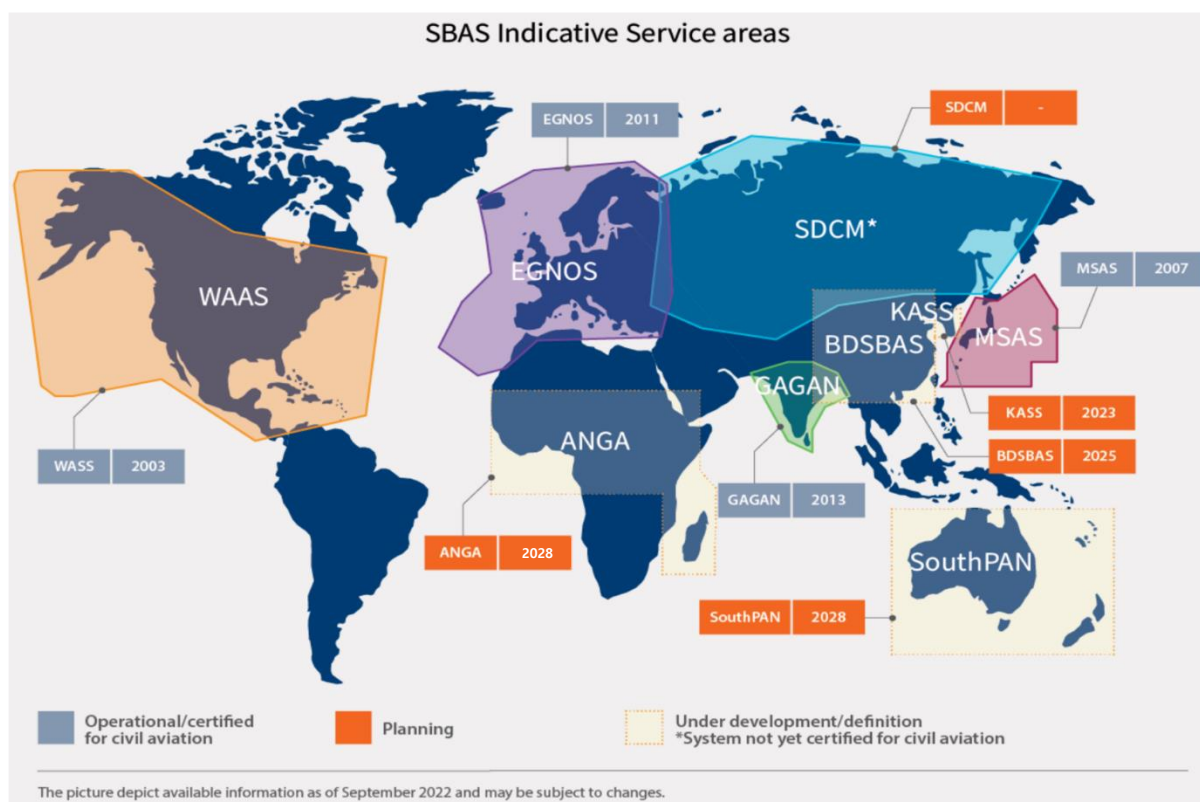 SBAS Indicative Service areas
SDCM -
EGNOS 2011
SDCM*
MSAS 2007
EGNOS
WAAS
KASS
MSAS
BDSBAS
GAGAN
KASS 2023
ANGA
BDSBAS 2025
WASS 2003
GAGAN 2013
ANGA 2028
SouthPAN
SouthPAN 2028
Operational/certified
for civil aviation
Planning
Under development/definition
*System not yet certified for civil aviation
The picture depict available information as of September 2022 and may be subject to changes.